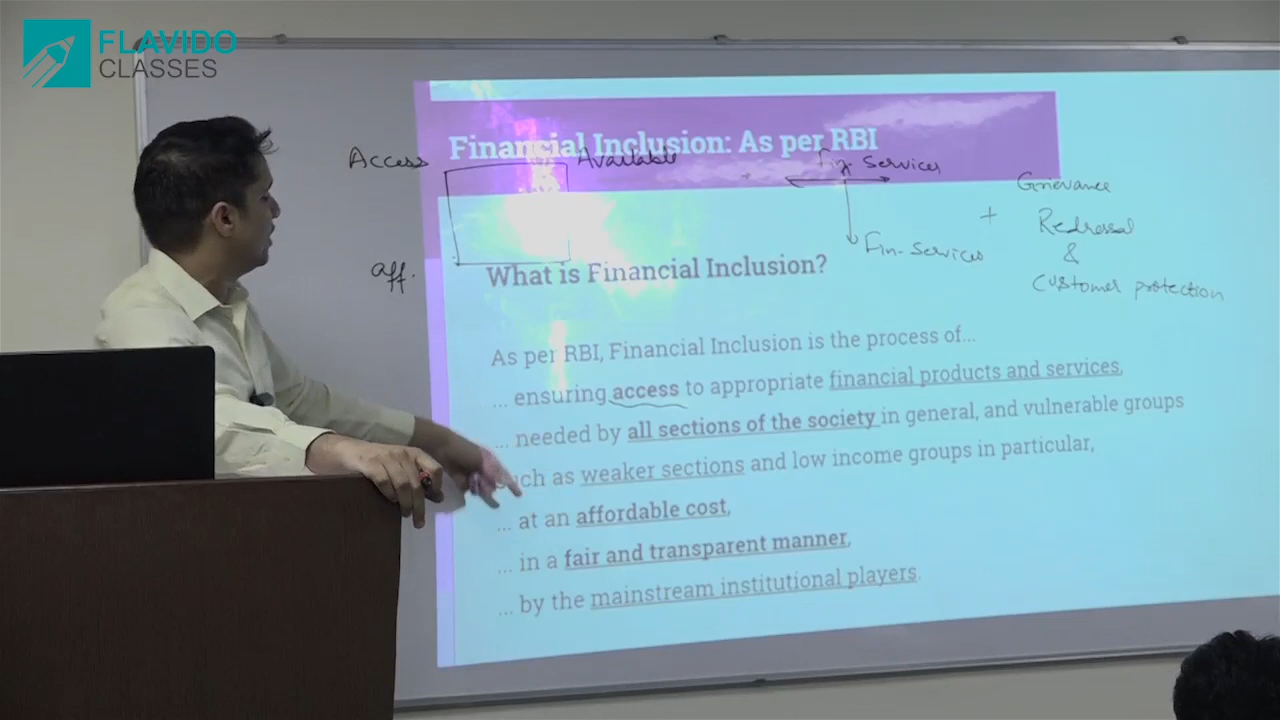 FLAVIDO
CLASSES
Financial Inclusion: As per RBI
Access
Available
Fin. Services
Grievance
+ Redressal
&
Customer protection
Fin-Services
aff.
What is Financial Inclusion?
As per RBI, Financial Inclusion is the process of...
... ensuring access to appropriate financial products and services,
... needed by all sections of the society in general, and vulnerable groups
such as weaker sections and low income groups in particular,
... at an affordable cost,
... in a fair and transparent manner,
... by the mainstream institutional players.